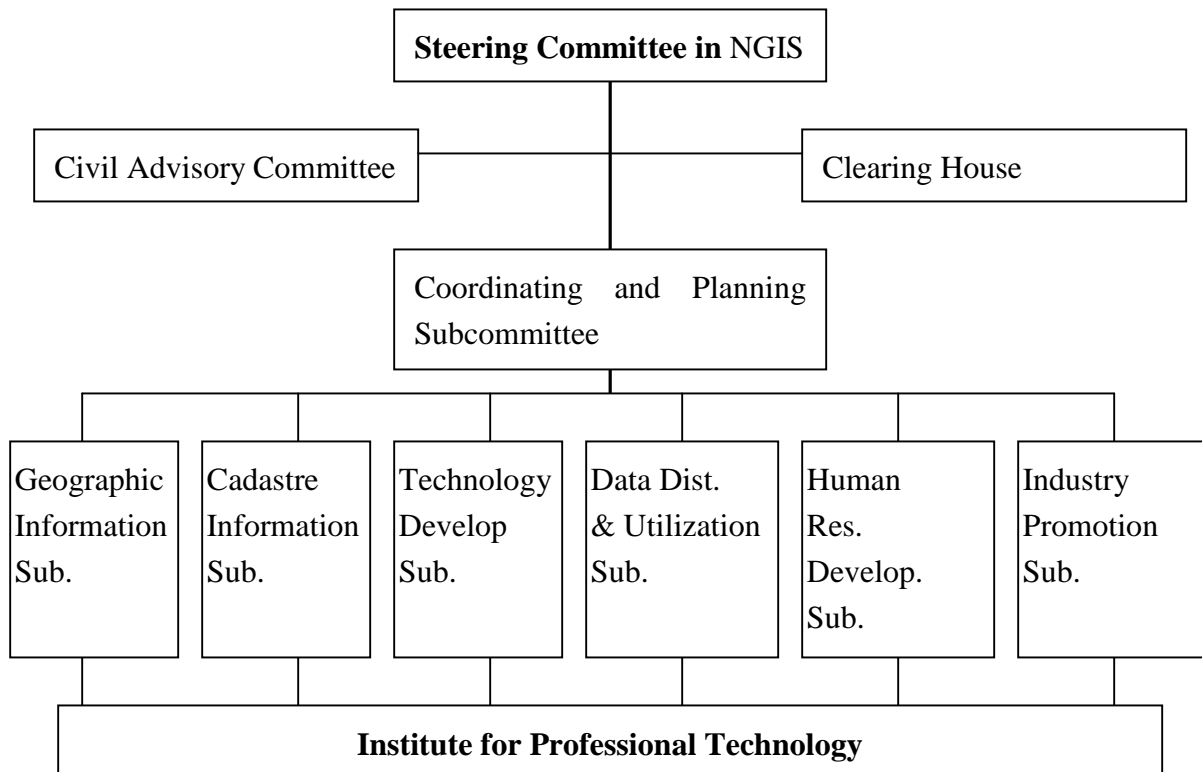 Steering Committee in NGIS
Civil Advisory Committee
Clearing House
Coordinating and Planning
Subcommittee
Geographic
Information
Sub.
Cadastre
Information
Sub.
Technology
Develop
Sub.
Data Dist.
& Utilization
Sub.
Human
Res.
Develop.
Sub.
Industry
Promotion
Sub.
Institute for Professional Technology